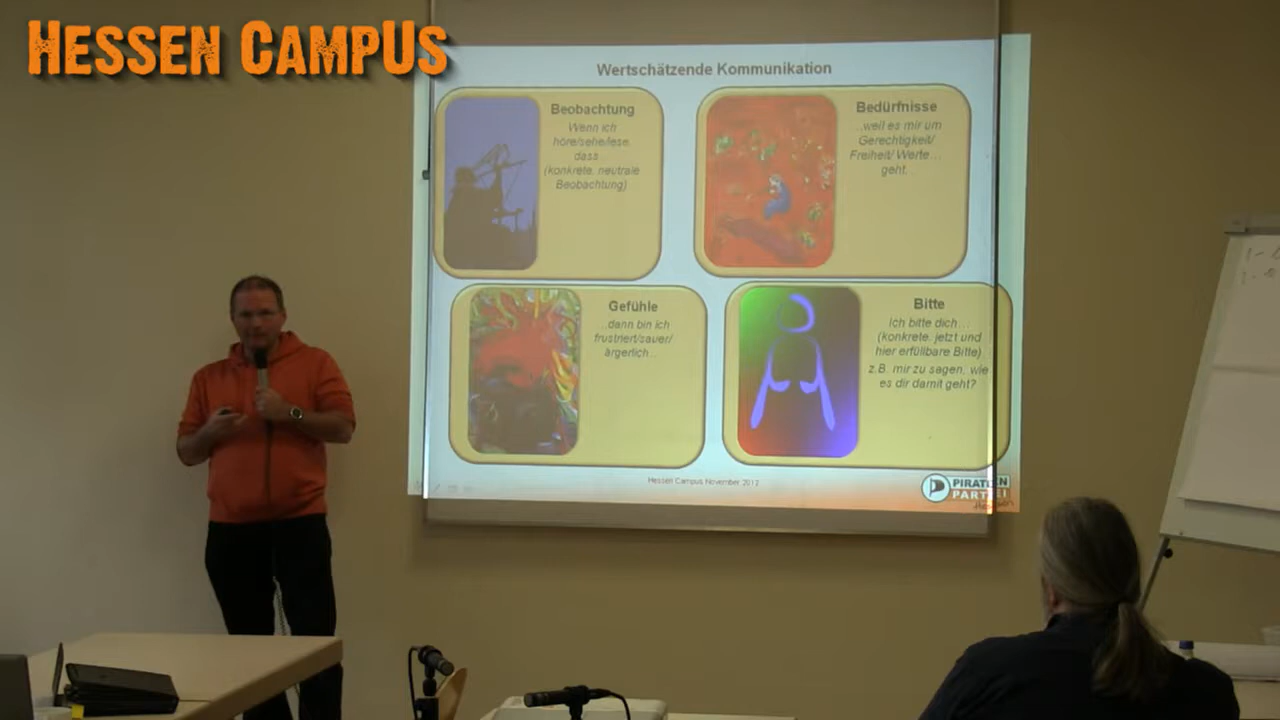 HESSEN CAMPUS
Wertschätzende Kommunikation
Beobachtung
Wenn ich
höre/sehe/lese,
dass...
(konkrete, neutrale
Beobachtung)
Bedürfnisse
...weil es mir um
Gerechtigkeit/
Freiheit/ Werte...
geht.
Gefühle
...dann bin ich
frustriert/sauer/
ärgerlich...
Bitte
Ich bitte dich...
(konkrete, jetzt und
hier erfüllbare Bitte)
z.B. mir zu sagen, wie
es dir damit geht?
Hessen Campus November 2012
PIRATEN
PARTEI
Hessen